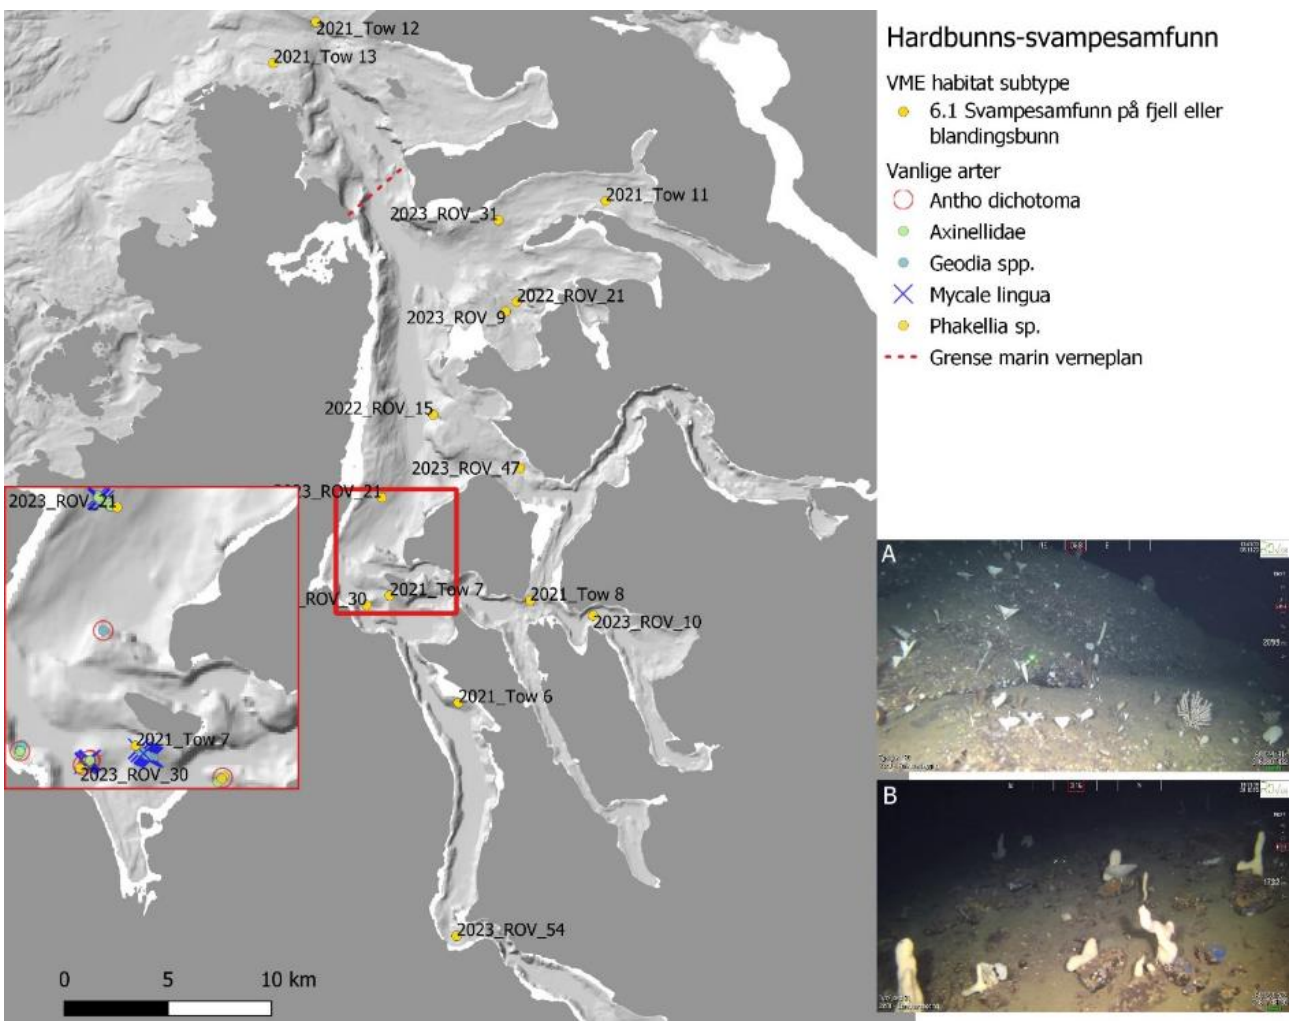 Hardbunns-svampesamfunn
VME habitat subtype
6.1 Svampesamfunn på fjell eller
blandingsbunn
Vanlige arter
Antho dichotoma
Axinellidae
Geodia spp.
Mycale lingua
Phakellia sp.
Grense marin verneplan
2021_Tow 12
2021_Tow 13
2021_Tow 11
2023_ROV_31
2022_ROV_21
2023_ROV_9
2022_ROV_15
2023_ROV_47
2023_ROV_21
2021_Tow 7
_ROV_30
2021_Tow 8
2023_ROV_10
2021_Tow 6
2023_ROV_54
2023_ROV_21
2021_Tow 7
2023_ROV_30
0 5 10 km
A
B